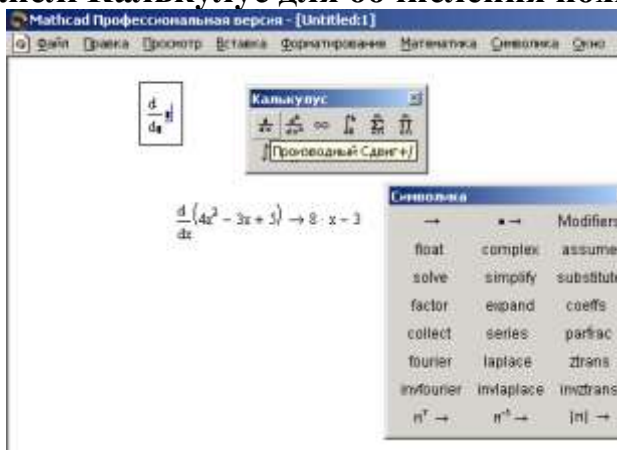 Mathcad Профессиональная версия - [Untitled:1]
Файл Правка Просмотр Вставка Форматирование Математика Символика Окно
d
d
Калькулус
∞
Производный Сдвиг+/
d/dx (4x² - 3x + 5) → 8 · x - 3
Символика
→ ▪ → Modifiers
float complex assume
solve simplify substitute
factor expand coeffs
collect series parfrac
fourier laplace ztrans
invfourier invlaplace invztrans
mᵀ → m⁻¹ → |m| →